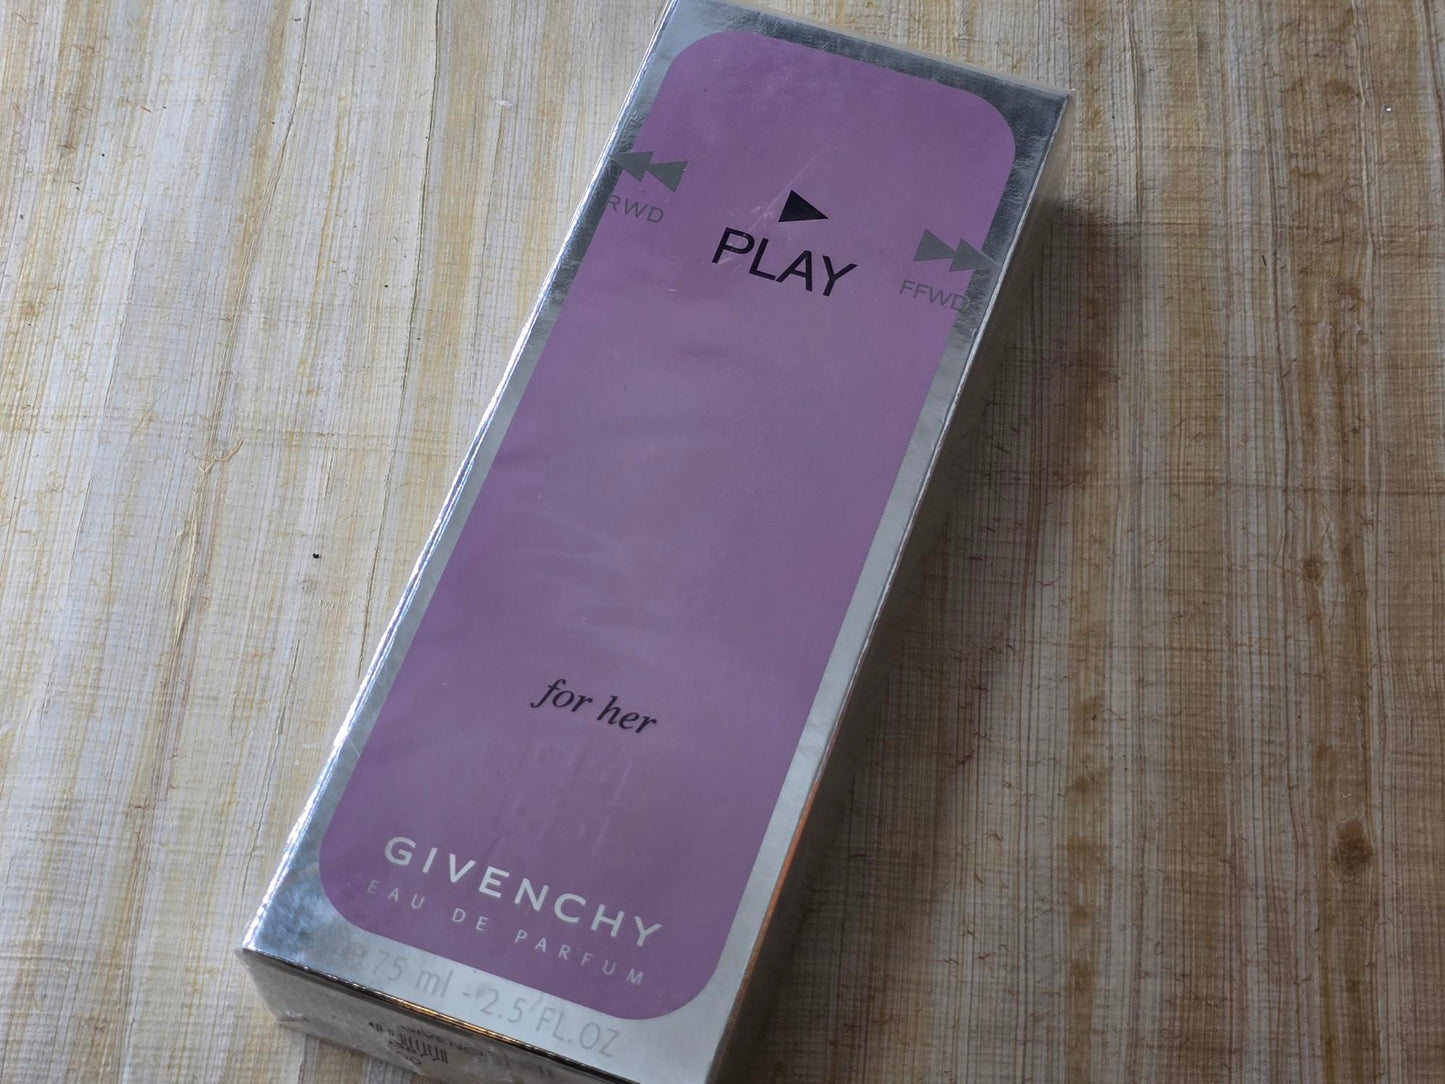 RWD
PLAY
FFWD
for her
GIVENCHY
EAU DE PARFUM
e 75 ml - 2.5 FL.OZ